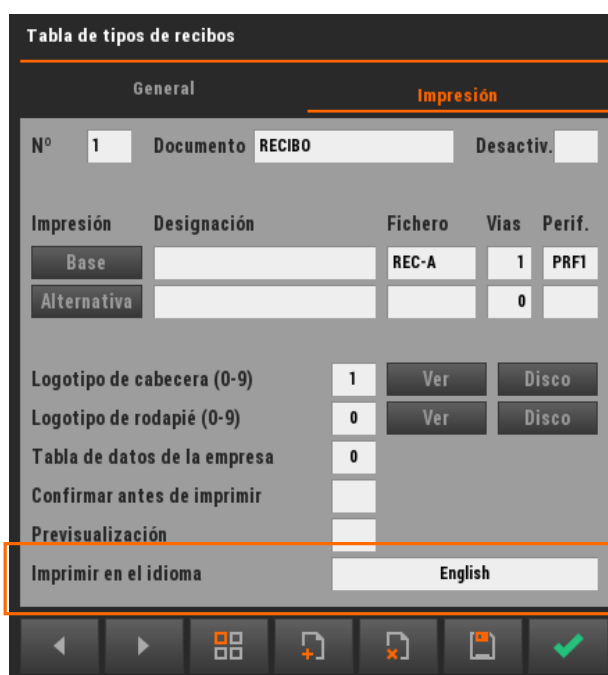 Tabla de tipos de recibos
General Impresión
Nº 1 Documento RECIBO Desactiv.
Impresión Designación Fichero Vias Perif.
Base REC-A 1 PRF1
Alternativa 0
Logotipo de cabecera (0-9) 1 Ver Disco
Logotipo de rodapié (0-9) 0 Ver Disco
Tabla de datos de la empresa 0
Confirmar antes de imprimir
Previsualización
Imprimir en el idioma English